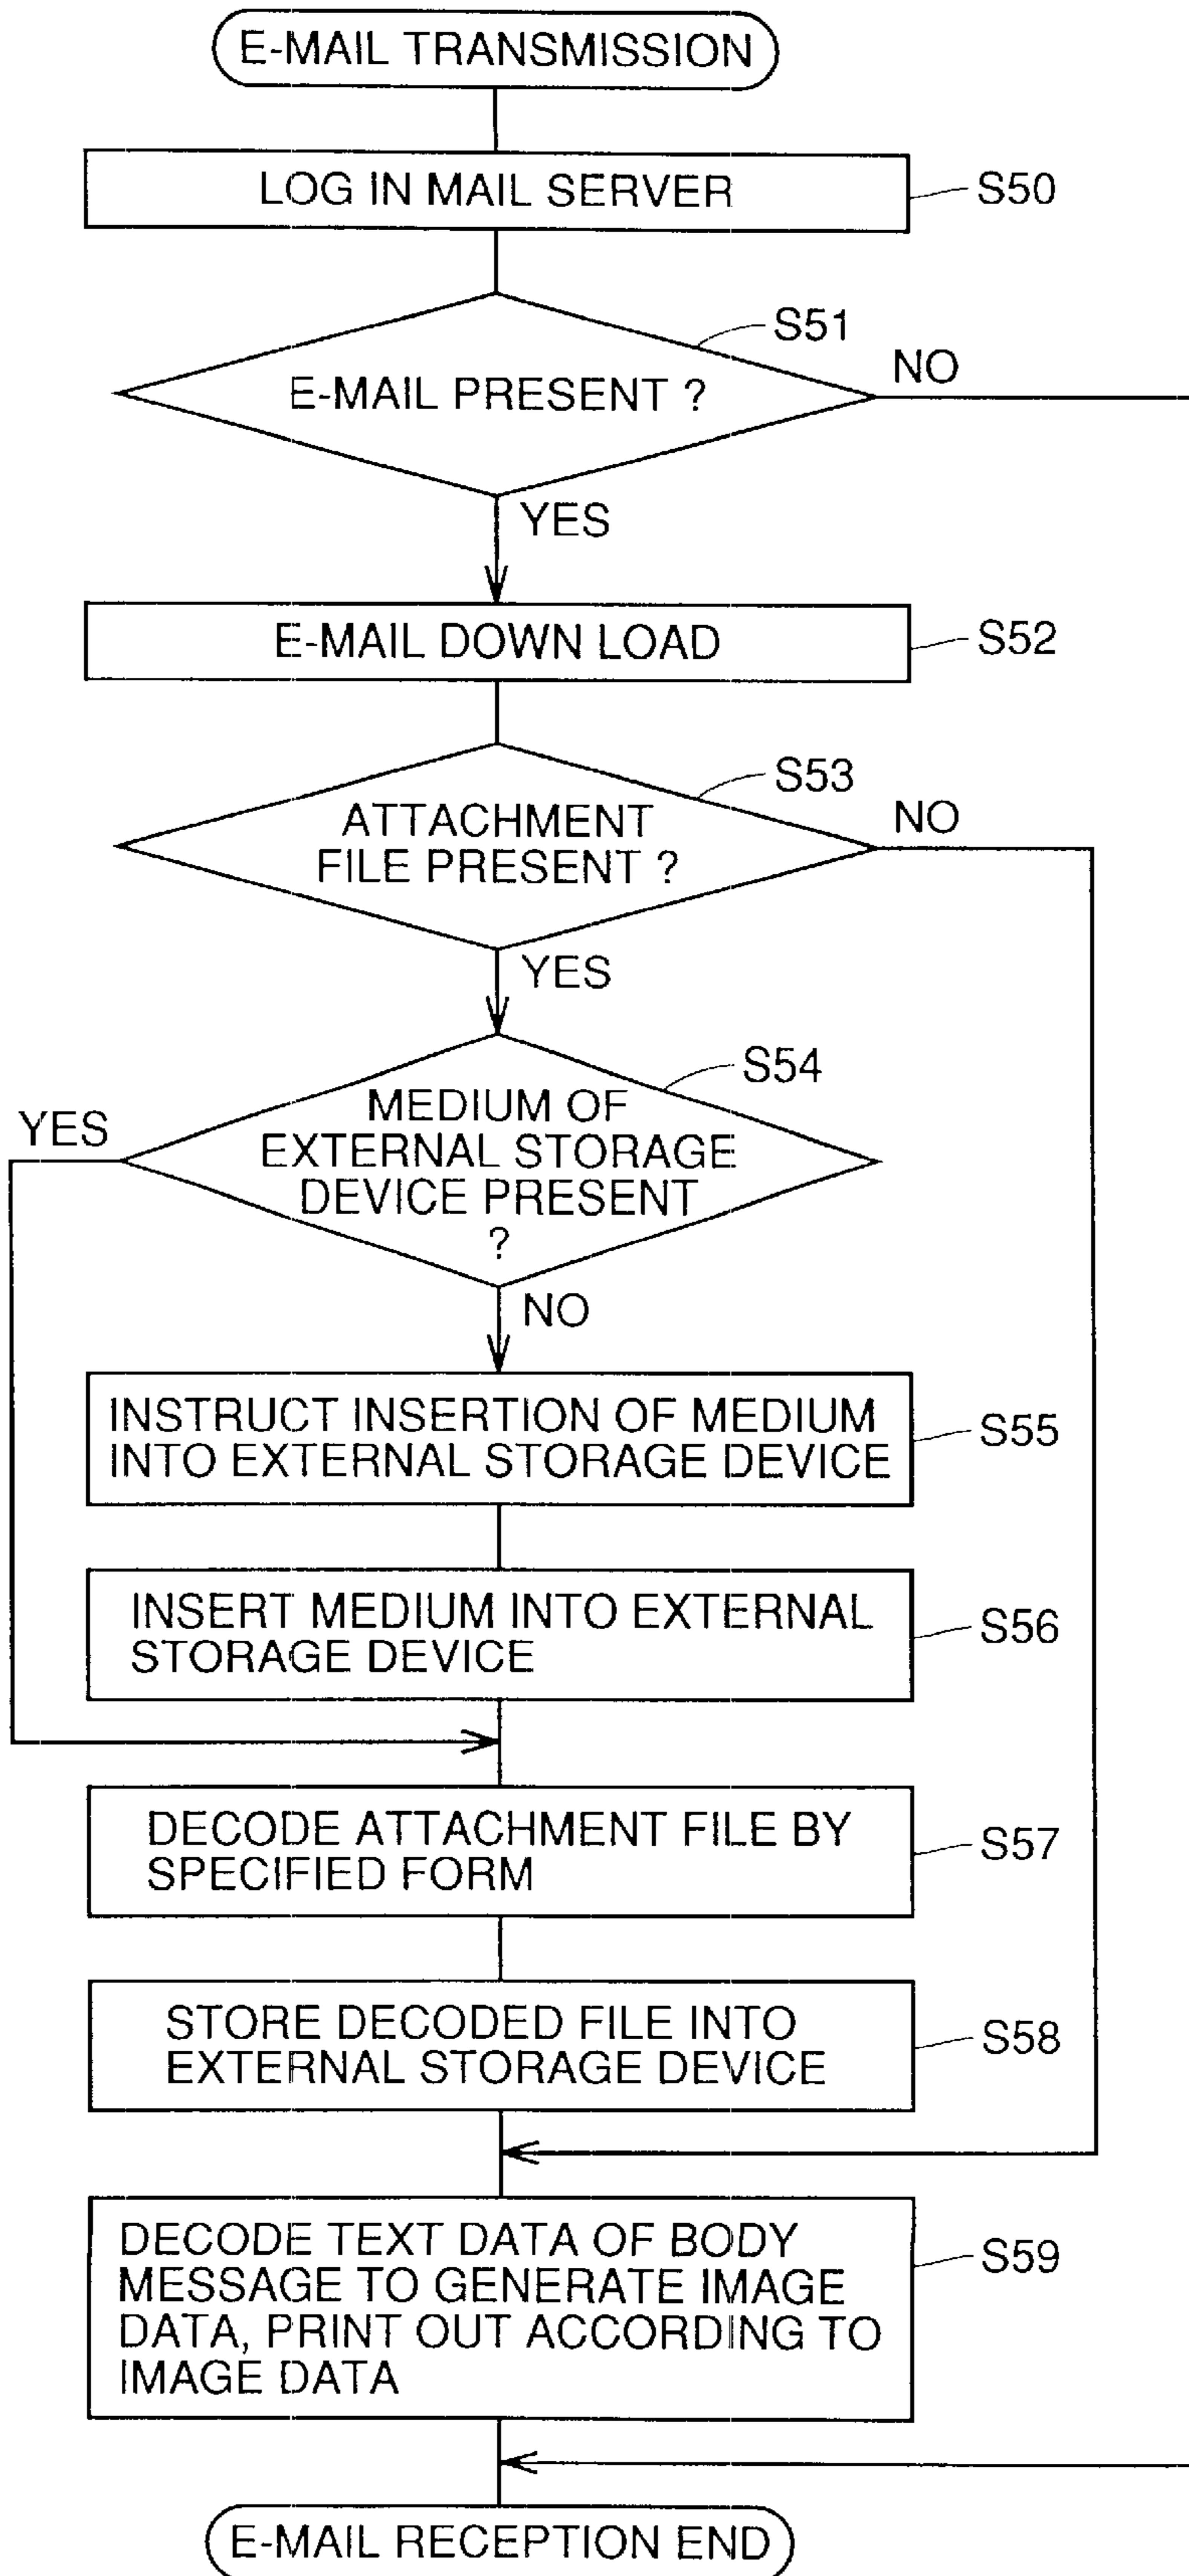 E-MAIL TRANSMISSION
LOG IN MAIL SERVER
S50
S51
E-MAIL PRESENT ?
NO
YES
E-MAIL DOWN LOAD
S52
S53
ATTACHMENT
FILE PRESENT ?
NO
YES
S54
MEDIUM OF
EXTERNAL STORAGE
DEVICE PRESENT
?
YES
NO
INSTRUCT INSERTION OF MEDIUM
INTO EXTERNAL STORAGE DEVICE
S55
INSERT MEDIUM INTO EXTERNAL
STORAGE DEVICE
S56
DECODE ATTACHMENT FILE BY
SPECIFIED FORM
S57
STORE DECODED FILE INTO
EXTERNAL STORAGE DEVICE
S58
DECODE TEXT DATA OF BODY
MESSAGE TO GENERATE IMAGE
DATA, PRINT OUT ACCORDING TO
IMAGE DATA
S59
E-MAIL RECEPTION END